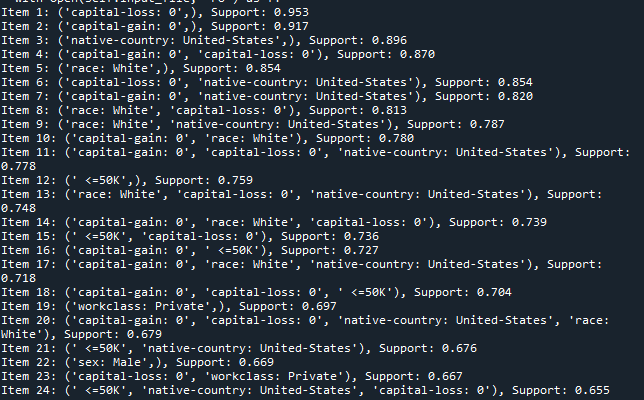 Item 1: ('capital-loss: 0',), Support: 0.953
Item 2: ('capital-gain: 0',), Support: 0.917
Item 3: ('native-country: United-States',), Support: 0.896
Item 4: ('capital-gain: 0', 'capital-loss: 0'), Support: 0.870
Item 5: ('race: White',), Support: 0.854
Item 6: ('capital-loss: 0', 'native-country: United-States'), Support: 0.854
Item 7: ('capital-gain: 0', 'native-country: United-States'), Support: 0.820
Item 8: ('race: White', 'capital-loss: 0'), Support: 0.813
Item 9: ('race: White', 'native-country: United-States'), Support: 0.787
Item 10: ('capital-gain: 0', 'race: White'), Support: 0.780
Item 11: ('capital-gain: 0', 'capital-loss: 0', 'native-country: United-States'), Support:
0.778
Item 12: (' <=50K',), Support: 0.759
Item 13: ('race: White', 'capital-loss: 0', 'native-country: United-States'), Support:
0.748
Item 14: ('capital-gain: 0', 'race: White', 'capital-loss: 0'), Support: 0.739
Item 15: (' <=50K', 'capital-loss: 0'), Support: 0.736
Item 16: ('capital-gain: 0', ' <=50K'), Support: 0.727
Item 17: ('capital-gain: 0', 'race: White', 'native-country: United-States'), Support:
0.718
Item 18: ('capital-gain: 0', 'capital-loss: 0', ' <=50K'), Support: 0.704
Item 19: ('workclass: Private',), Support: 0.697
Item 20: ('capital-gain: 0', 'capital-loss: 0', 'native-country: United-States', 'race:
White'), Support: 0.679
Item 21: (' <=50K', 'native-country: United-States'), Support: 0.676
Item 22: ('sex: Male',), Support: 0.669
Item 23: ('capital-loss: 0', 'workclass: Private'), Support: 0.667
Item 24: (' <=50K', 'native-country: United-States', 'capital-loss: 0'), Support: 0.655